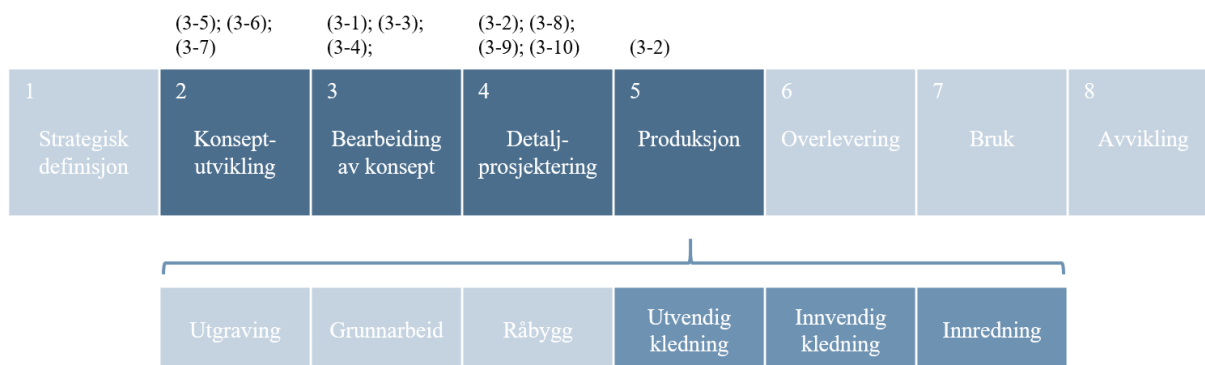 (3-5); (3-6);
(3-7)
(3-1); (3-3);
(3-4);
(3-2); (3-8);
(3-9); (3-10)
(3-2)
1
Strategisk
definisjon
2
Konsept-
utvikling
3
Bearbeiding
av konsept
4
Detalj-
prosjektering
5
Produksjon
6
Overlevering
7
Bruk
8
Avvikling
Utgraving
Grunnarbeid
Råbygg
Utvendig
kledning
Innvendig
kledning
Innredning